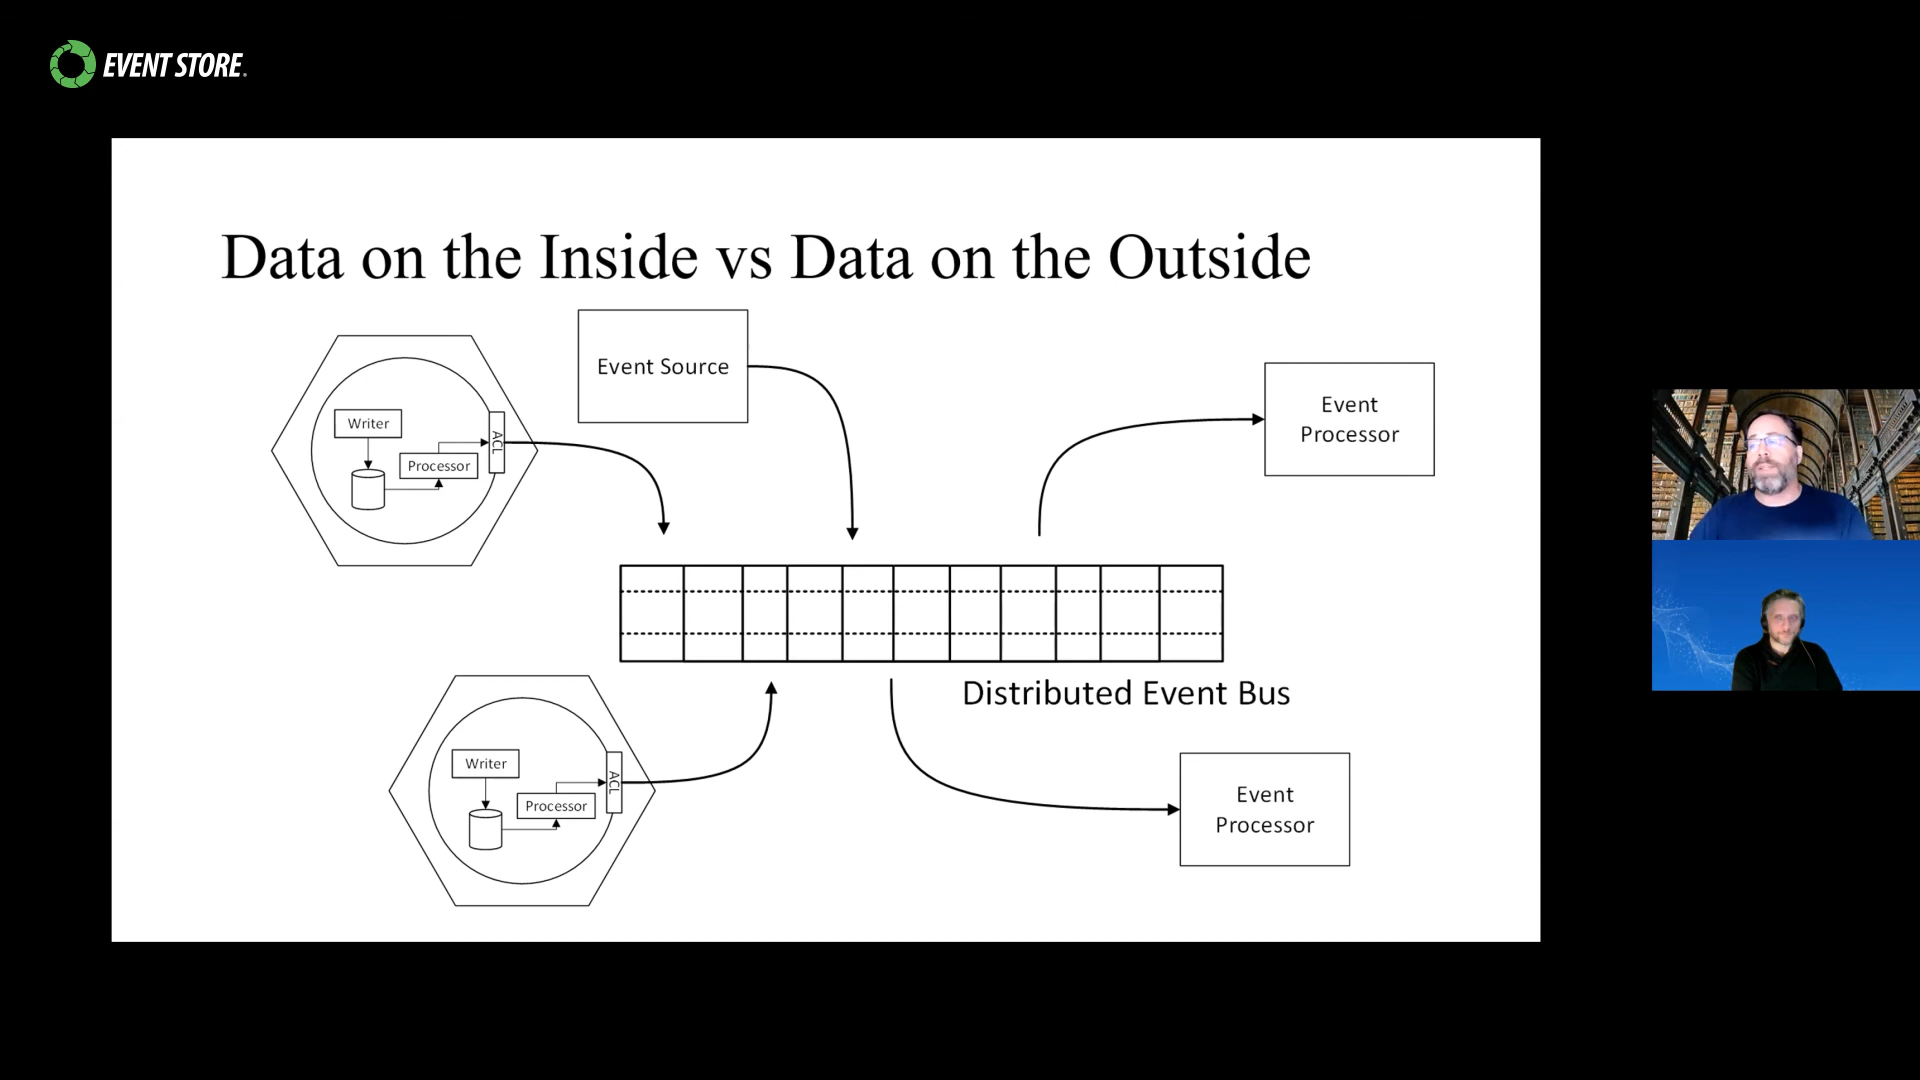 EVENT STORE
Data on the Inside vs Data on the Outside
Event Source
Event
Processor
Writer
Processor
ACL
Distributed Event Bus
Writer
Processor
ACL
Event
Processor